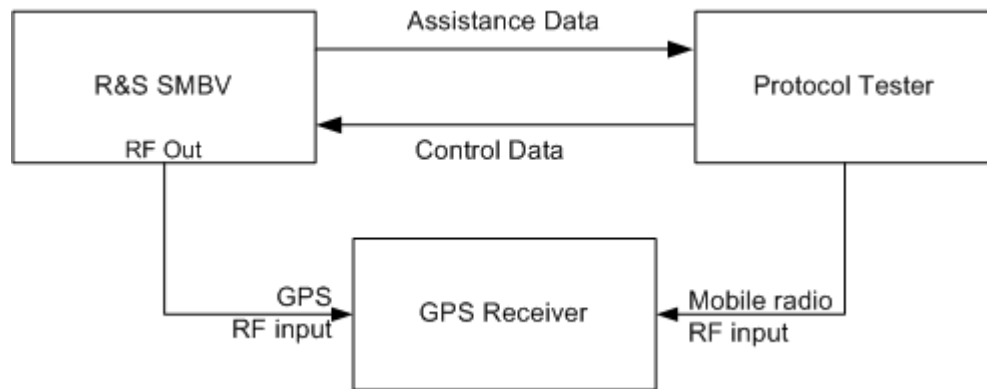 Assistance Data
R&S SMBV
Protocol Tester
RF Out
Control Data
GPS
RF input
GPS Receiver
Mobile radio
RF input